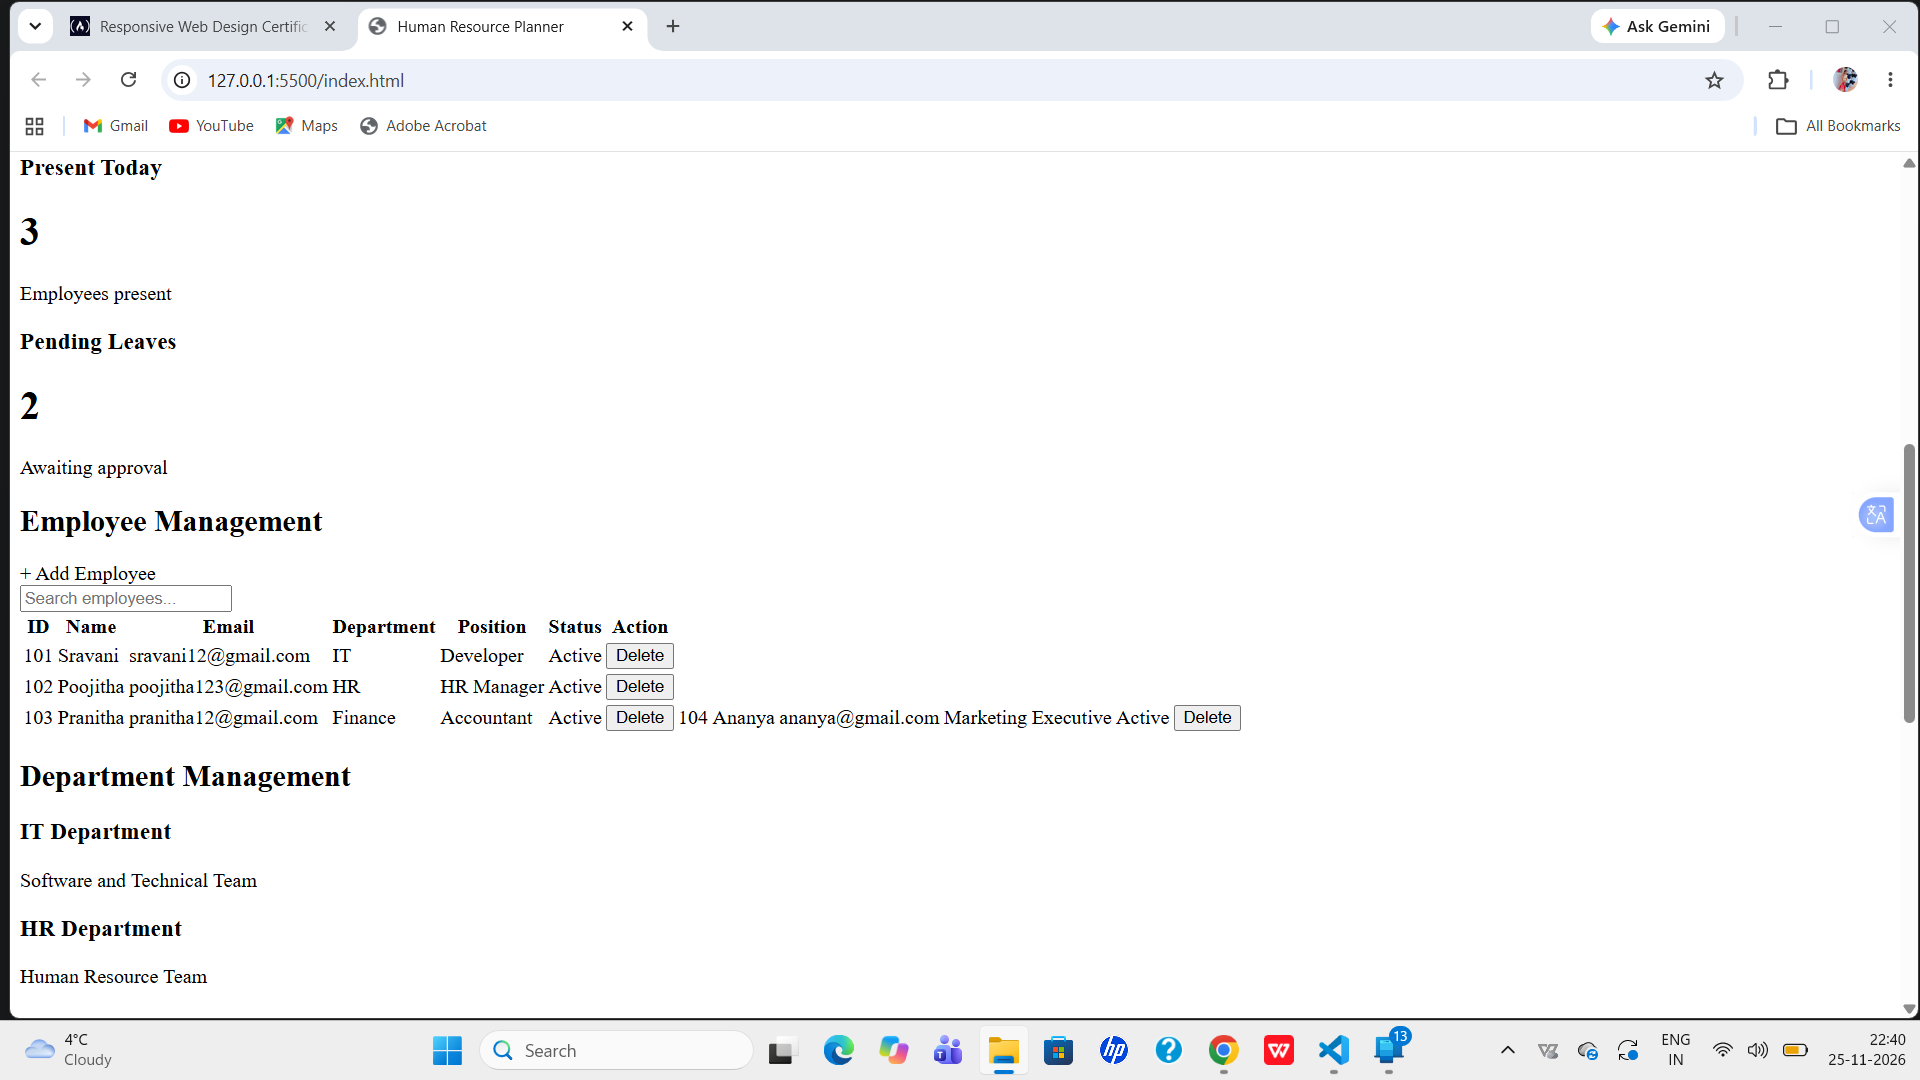 Responsive Web Design Certific
Human Resource Planner
Ask Gemini
127.0.0.1:5500/index.html
Gmail
YouTube
Maps
Adobe Acrobat
All Bookmarks
Present Today
3
Employees present
Pending Leaves
2
Awaiting approval
Employee Management
+ Add Employee
Search employees...
ID Name Email Department Position Status Action
101 Sravani sravani12@gmail.com IT Developer Active Delete
102 Poojitha poojitha123@gmail.com HR HR Manager Active Delete
103 Pranitha pranitha12@gmail.com Finance Accountant Active Delete 104 Ananya ananya@gmail.com Marketing Executive Active Delete
Department Management
IT Department
Software and Technical Team
HR Department
Human Resource Team
4°C
Cloudy
Search
hp
13
ENG
IN
22:40
25-11-2026